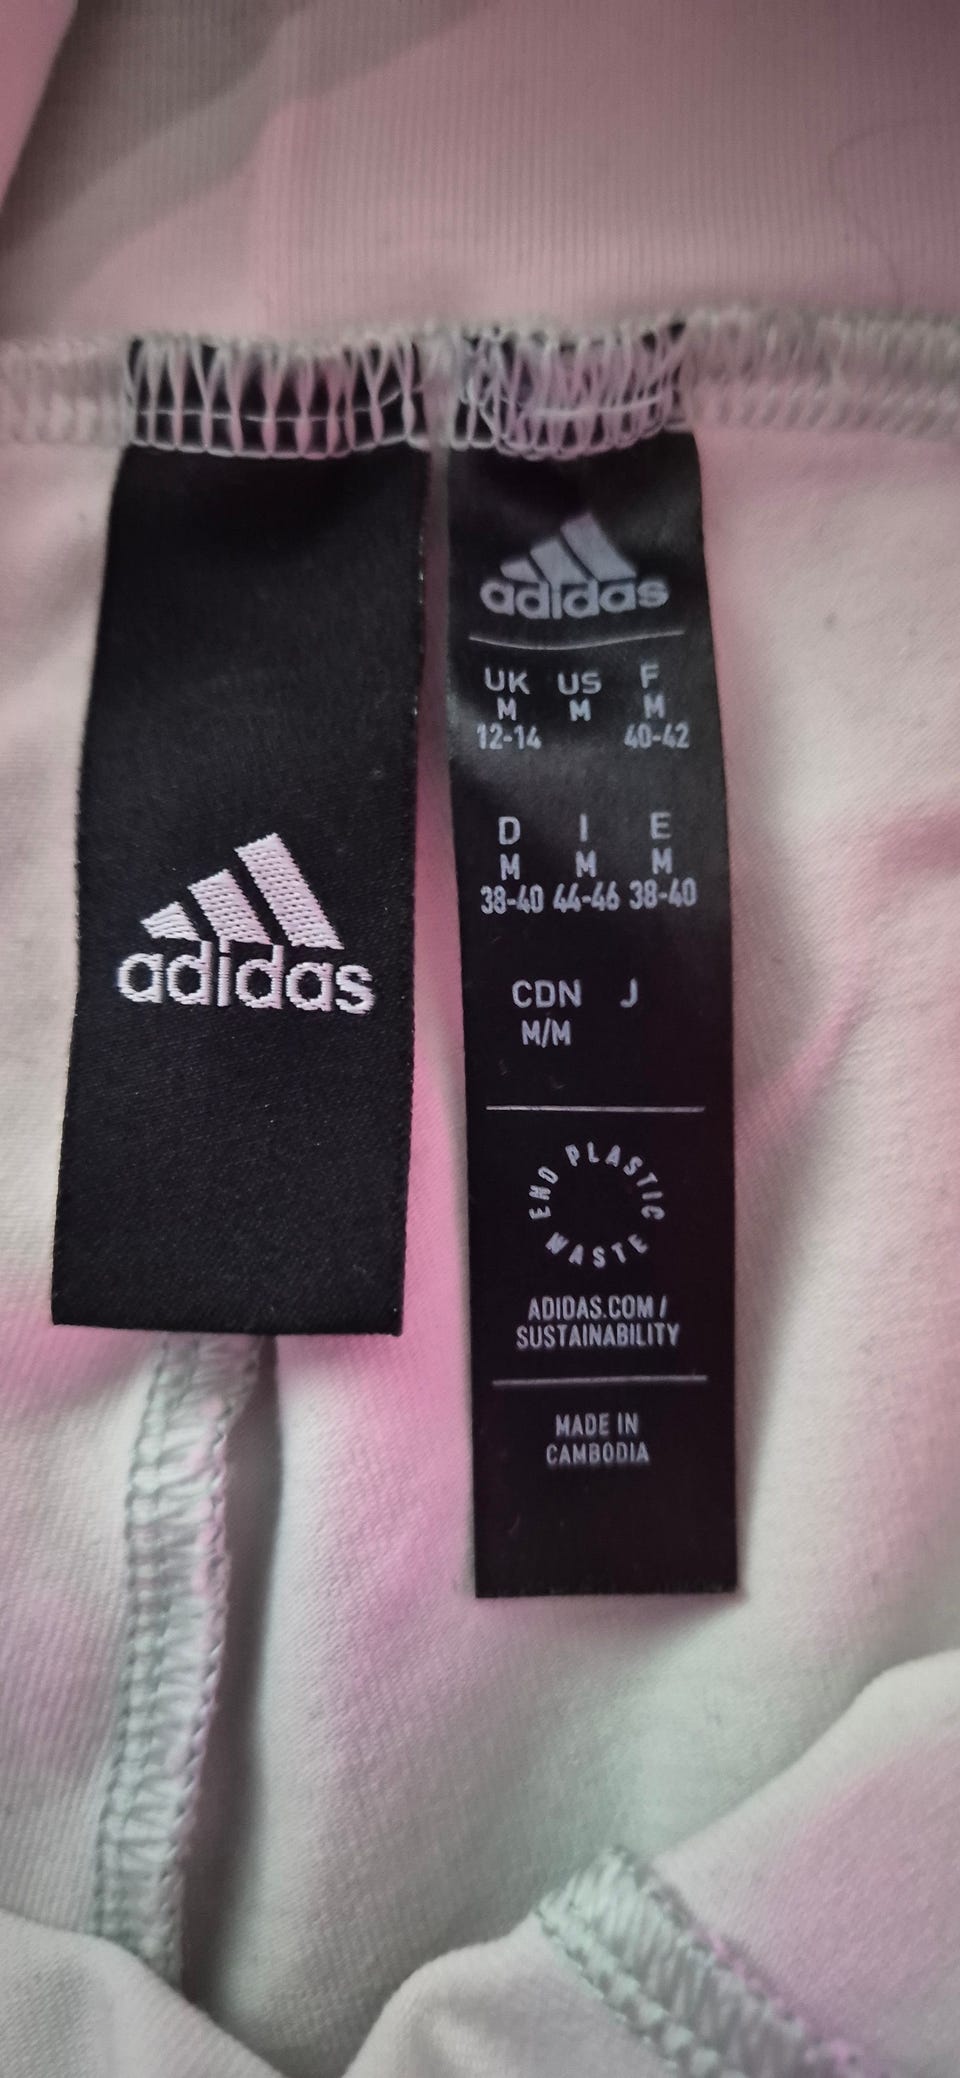 adidas
adidas
UK US F
M M M
12-14 40-42
D I E
M M M
38-40 44-46 38-40
CDN J
M/M
END PLASTIC WASTE
ADIDAS.COM /
SUSTAINABILITY
MADE IN
CAMBODIA